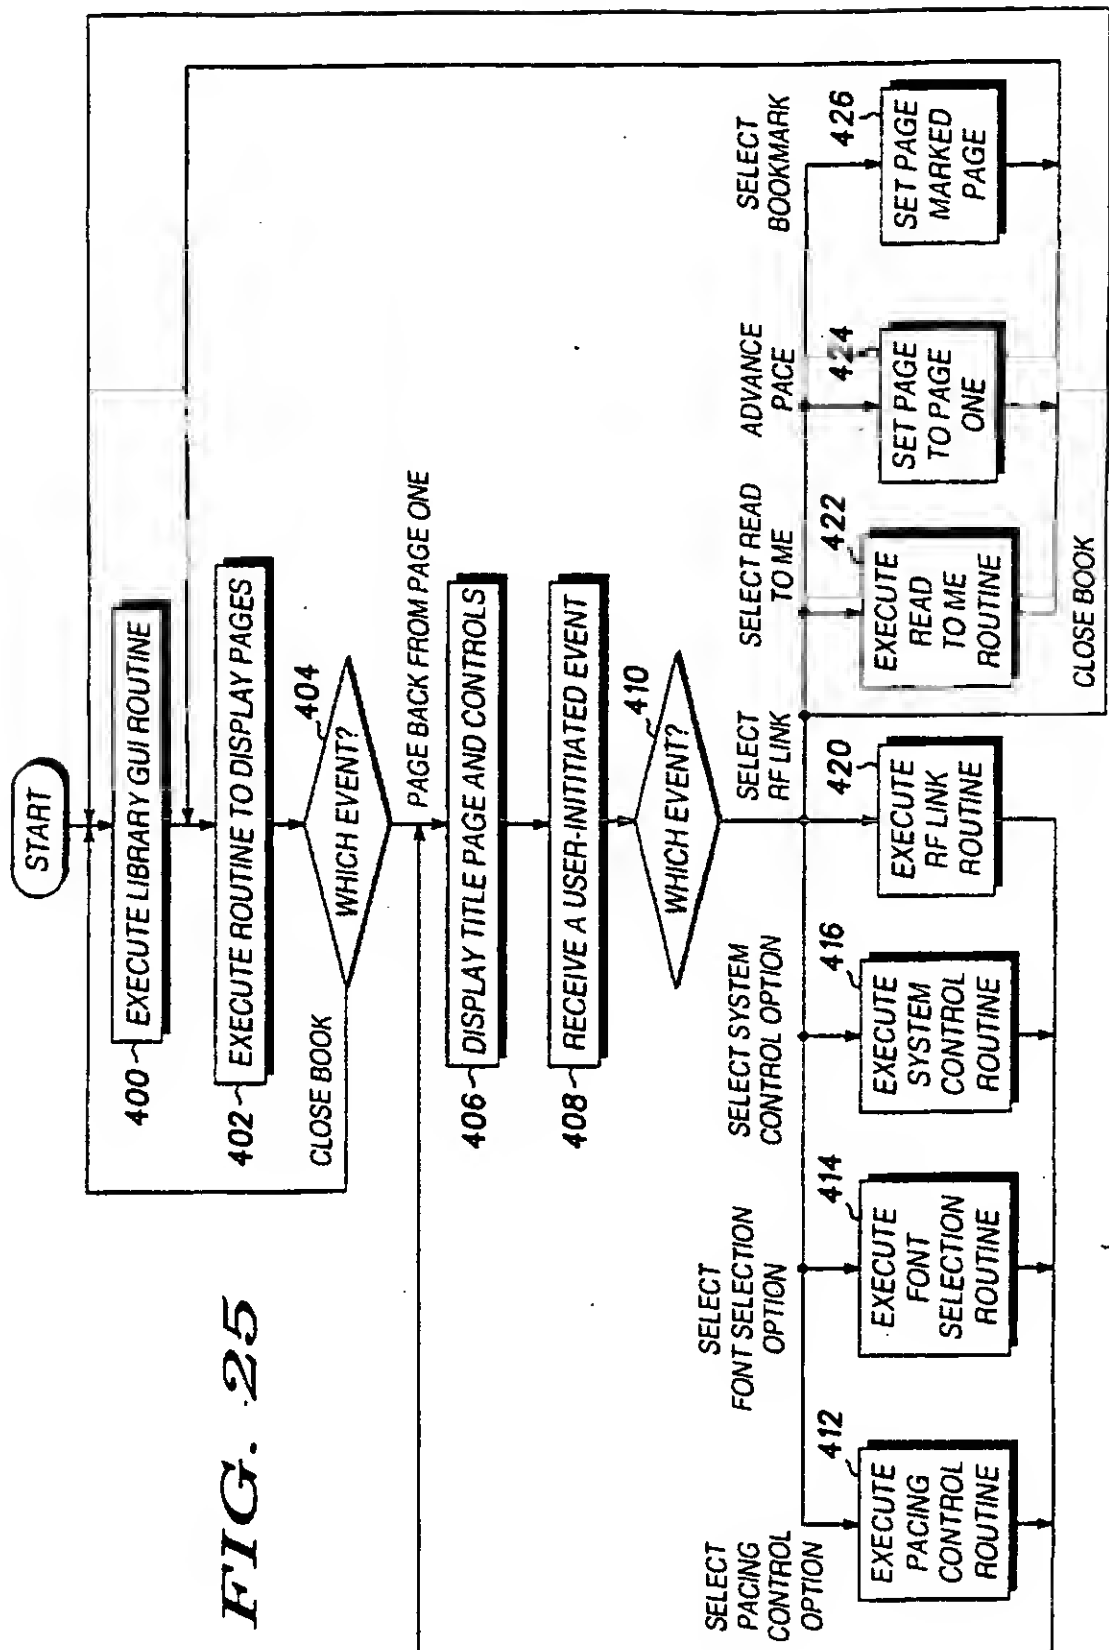 START
EXECUTE LIBRARY GUI ROUTINE
400
EXECUTE ROUTINE TO DISPLAY PAGES
402
WHICH EVENT?
404
CLOSE BOOK
PAGE BACK FROM PAGE ONE
DISPLAY TITLE PAGE AND CONTROLS
406
RECEIVE A USER-INITITIATED EVENT
408
WHICH EVENT?
410
SELECT
PACING
CONTROL
OPTION
412
EXECUTE
PACING
CONTROL
ROUTINE
SELECT
FONT SELECTION
OPTION
414
EXECUTE
FONT
SELECTION
ROUTINE
SELECT SYSTEM
CONTROL OPTION
416
EXECUTE
SYSTEM
CONTROL
ROUTINE
SELECT
RF LINK
420
EXECUTE
RF LINK
ROUTINE
SELECT READ
TO ME
422
EXECUTE
READ
TO ME
ROUTINE
ADVANCE
PACE
424
SET PAGE
TO PAGE
ONE
SELECT
BOOKMARK
426
SET PAGE
MARKED
PAGE
CLOSE BOOK
FIG. 25